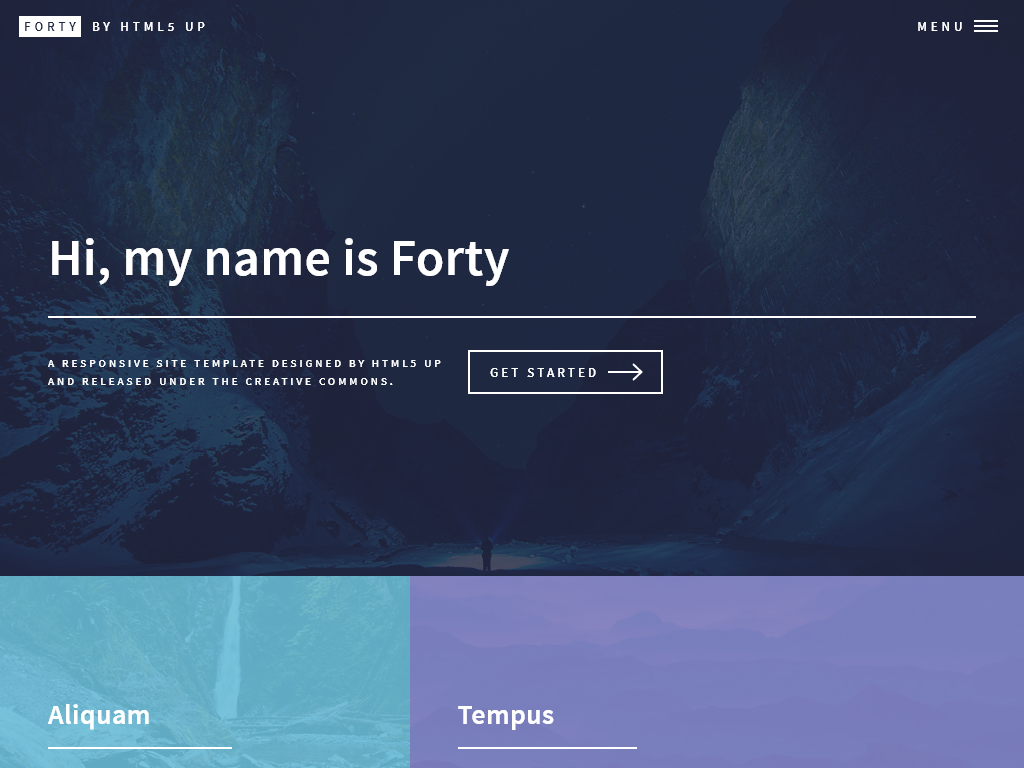 FORTY BY HTML5 UP
MENU
Hi, my name is Forty
A RESPONSIVE SITE TEMPLATE DESIGNED BY HTML5 UP
AND RELEASED UNDER THE CREATIVE COMMONS.
GET STARTED
Aliquam
Tempus